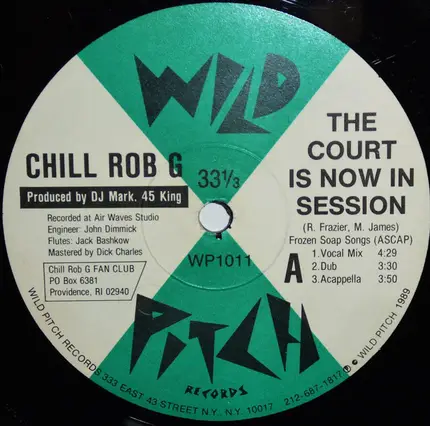 WILD
CHILL ROB G
Produced by DJ Mark. 45 King
Recorded at Air Waves Studio
Engineer: John Dimmick
Flutes: Jack Bashkow
Mastered by Dick Charles
Chill Rob G FAN CLUB
PO Box 6381
Providence, RI 02940
33⅓
WP1011
THE
COURT
IS NOW IN
SESSION
(R. Frazier, M. James)
Frozen Soap Songs (ASCAP)
A
1.Vocal Mix 4:29
2.Dub 3:30
3.Acappella 3:50
PITCH
RECORDS
WILD PITCH RECORDS 333 EAST 43 STREET N.Y. N.Y. 10017 212-687-1817 ℗ © WILD PITCH 1989